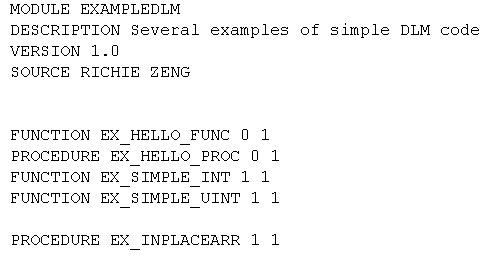 MODULE EXAMPLEDLM
DESCRIPTION Several examples of simple DLM code
VERSION 1.0
SOURCE RICHIE ZENG
FUNCTION EX_HELLO_FUNC 0 1
PROCEDURE EX_HELLO_PROC 0 1
FUNCTION EX_SIMPLE_INT 1 1
FUNCTION EX_SIMPLE_UINT 1 1
PROCEDURE EX_INPLACEARR 1 1